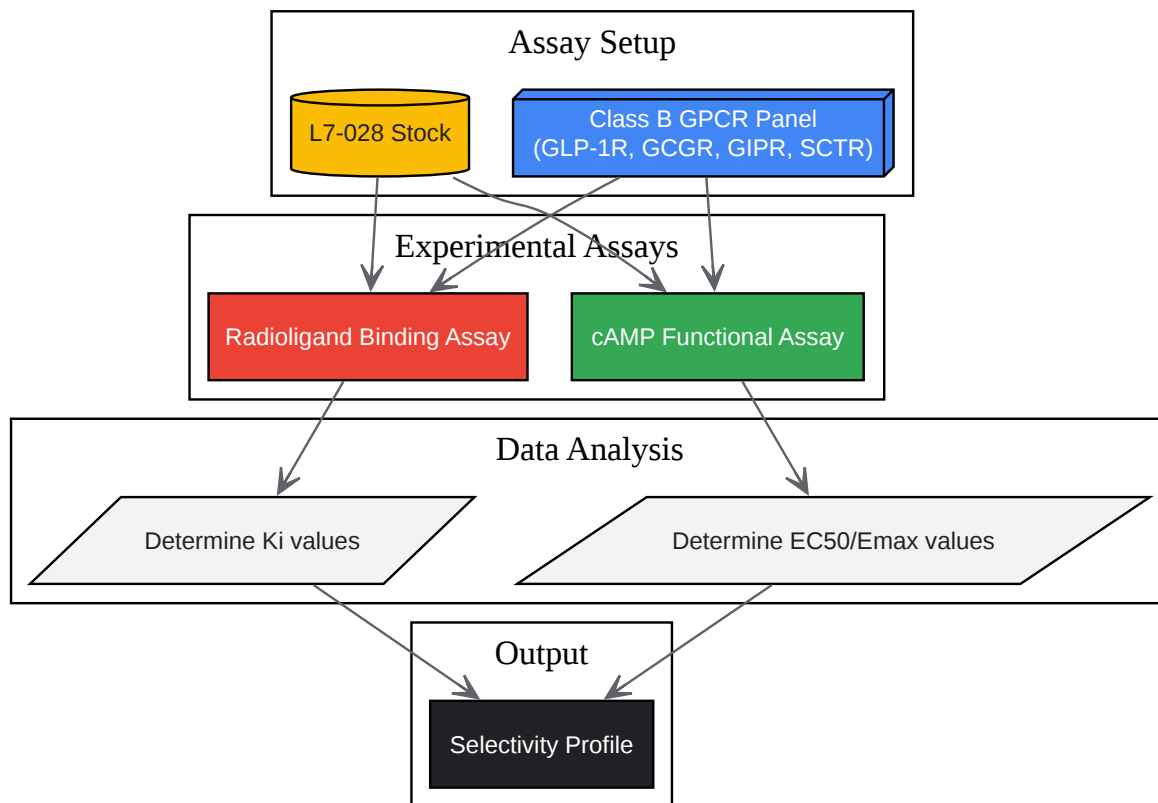 Assay Setup
L7-028 Stock
Class B GPCR Panel
(GLP-1R, GCGR, GIPR, SCTR)
Experimental Assays
Radioligand Binding Assay
cAMP Functional Assay
Data Analysis
Determine Ki values
Determine EC50/Emax values
Output
Selectivity Profile